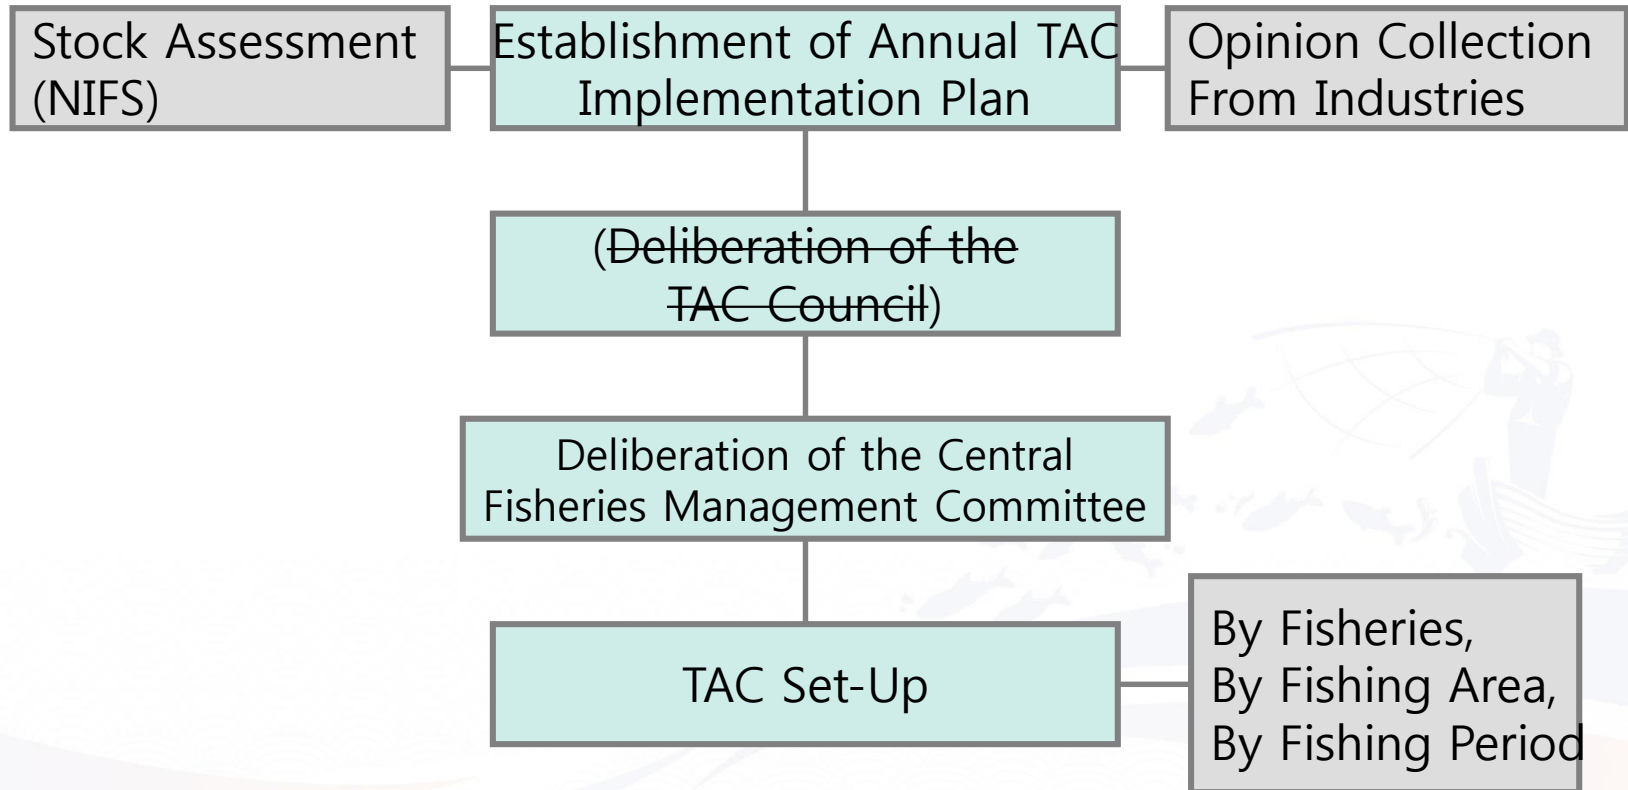 Stock Assessment
(NIFS)
Establishment of Annual TAC
Implementation Plan
Opinion Collection
From Industries
(Deliberation of the
TAC Council)
Deliberation of the Central
Fisheries Management Committee
TAC Set-Up
By Fisheries,
By Fishing Area,
By Fishing Period